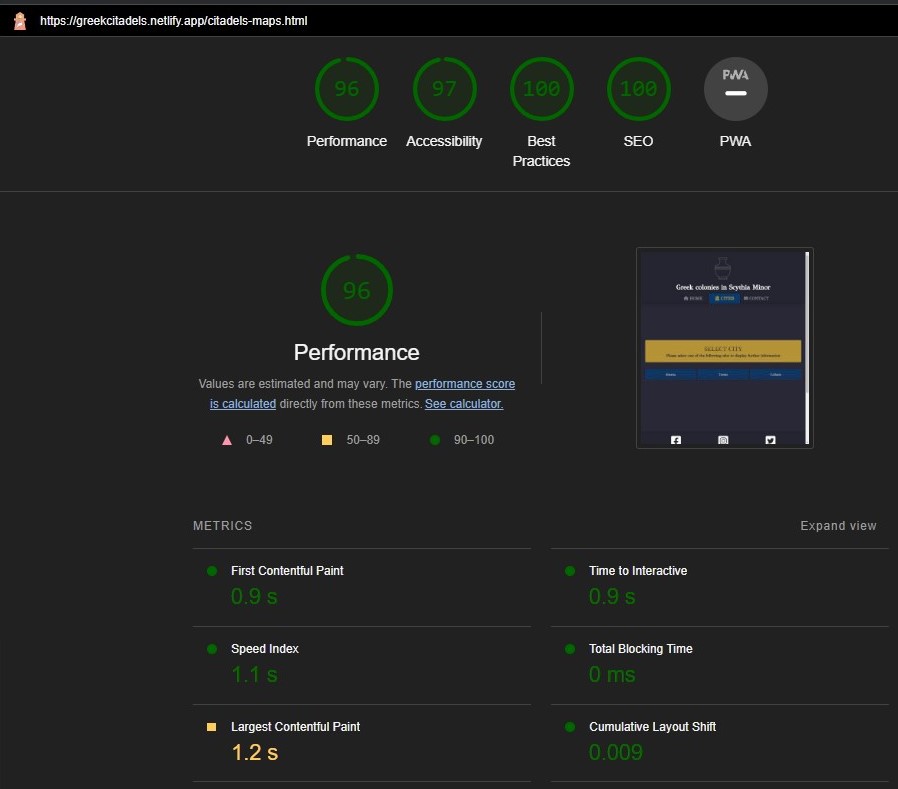 https://greekcitadels.netlify.app/citadels-maps.html
96 97 100 100 PWA
Performance Accessibility Best Practices SEO PWA
96
Performance
Values are estimated and may vary. The performance score
is calculated directly from these metrics. See calculator.
0–49 50–89 90–100
Greek colonies in Scythia Minor
HOME CITIES CONTACT
SELECT CITY
Please select one of the following cities to display further information
METRICS Expand view
First Contentful Paint
0.9 s
Time to Interactive
0.9 s
Speed Index
1.1 s
Total Blocking Time
0 ms
Largest Contentful Paint
1.2 s
Cumulative Layout Shift
0.009